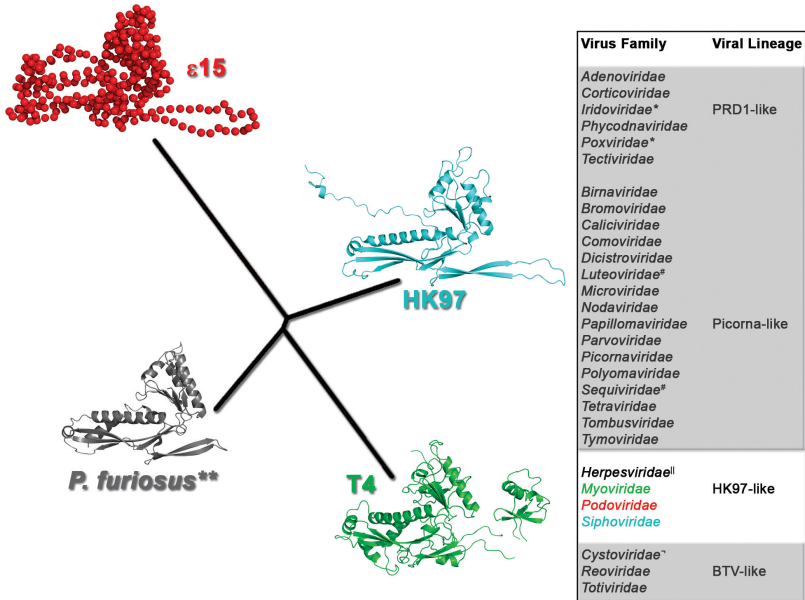 ε15
HK97
P. furiosus**
T4
Virus Family Viral Lineage
Adenoviridae
Corticoviridae
Iridoviridae* PRD1-like
Phycodnaviridae
Poxviridae*
Tectiviridae
Birnaviridae
Bromoviridae
Caliciviridae
Comoviridae
Dicistroviridae
Luteoviridae#
Microviridae
Nodaviridae
Papillomaviridae Picorna-like
Parvoviridae
Picornaviridae
Polyomaviridae
Sequiviridae#
Tetraviridae
Tombusviridae
Tymoviridae
Herpesviridae||
Myoviridae HK97-like
Podoviridae
Siphoviridae
Cystoviridae¬
Reoviridae BTV-like
Totiviridae